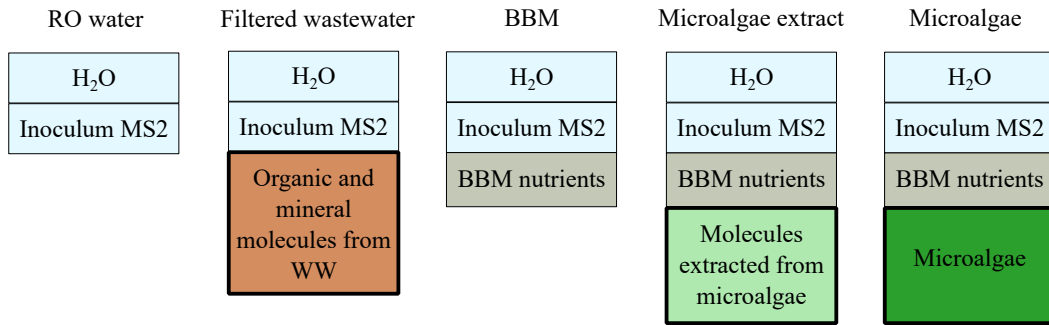 RO water
H₂O
Inoculum MS2
Filtered wastewater
H₂O
Inoculum MS2
Organic and
mineral
molecules from
WW
BBM
H₂O
Inoculum MS2
BBM nutrients
Microalgae extract
H₂O
Inoculum MS2
BBM nutrients
Molecules
extracted from
microalgae
Microalgae
H₂O
Inoculum MS2
BBM nutrients
Microalgae